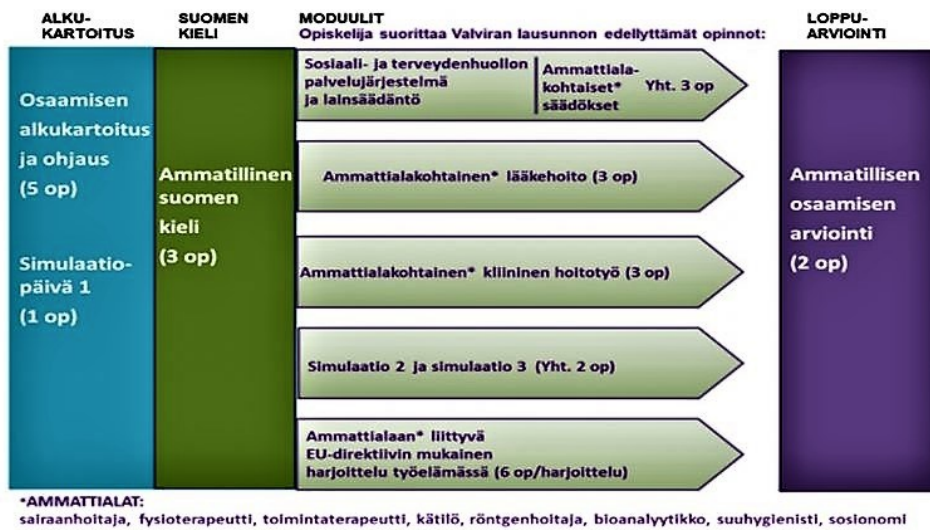 ALKU-
KARTOITUS
SUOMEN
KIELI
MODUULIT
Opiskelija suorittaa Valviran lausunnon edellyttämät opinnot:
LOPPU-
ARVIOINTI
Osaamisen
alkukartoitus
ja ohjaus
(5 op)
Simulaatio-
päivä 1
(1 op)
Ammatillinen
suomen
kieli
(3 op)
Sosiaali- ja terveydenhuollon
palvelujärjestelmä
ja lainsäädäntö
Ammattiala-
kohtaiset*
säädökset
Yht. 3 op
Ammattialakohtainen* lääkehoito (3 op)
Ammattialakohtainen* kliininen hoitotyö (3 op)
Simulaatio 2 ja simulaatio 3 (Yht. 2 op)
Ammattialaan* liittyvä
EU-direktiivin mukainen
harjoittelu työelämässä (6 op/harjoittelu)
Ammatillisen
osaamisen
arviointi
(2 op)
*AMMATTIALAT:
sairaanhoitaja, fysioterapeutti, toimintaterapeutti, kätilö, röntgenhoitaja, bioanalyytikko, suuhygienisti, sosionomi